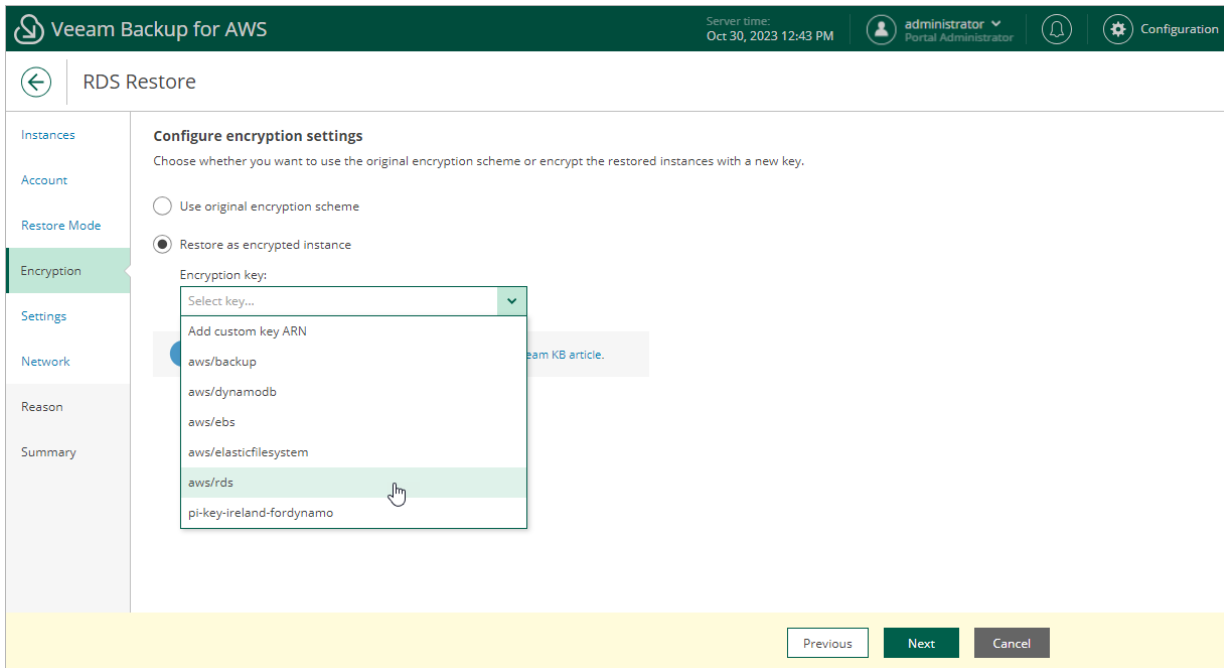 Veeam Backup for AWS
Server time:
Oct 30, 2023 12:43 PM
administrator
Portal Administrator
Configuration
RDS Restore
Instances
Account
Restore Mode
Encryption
Settings
Network
Reason
Summary
Configure encryption settings
Choose whether you want to use the original encryption scheme or encrypt the restored instances with a new key.
Use original encryption scheme
Restore as encrypted instance
Encryption key:
Select key...
Add custom key ARN
aws/backup
eam KB article.
aws/dynamodb
aws/ebs
aws/elasticfilesystem
aws/rds
pi-key-ireland-fordynamo
Previous
Next
Cancel